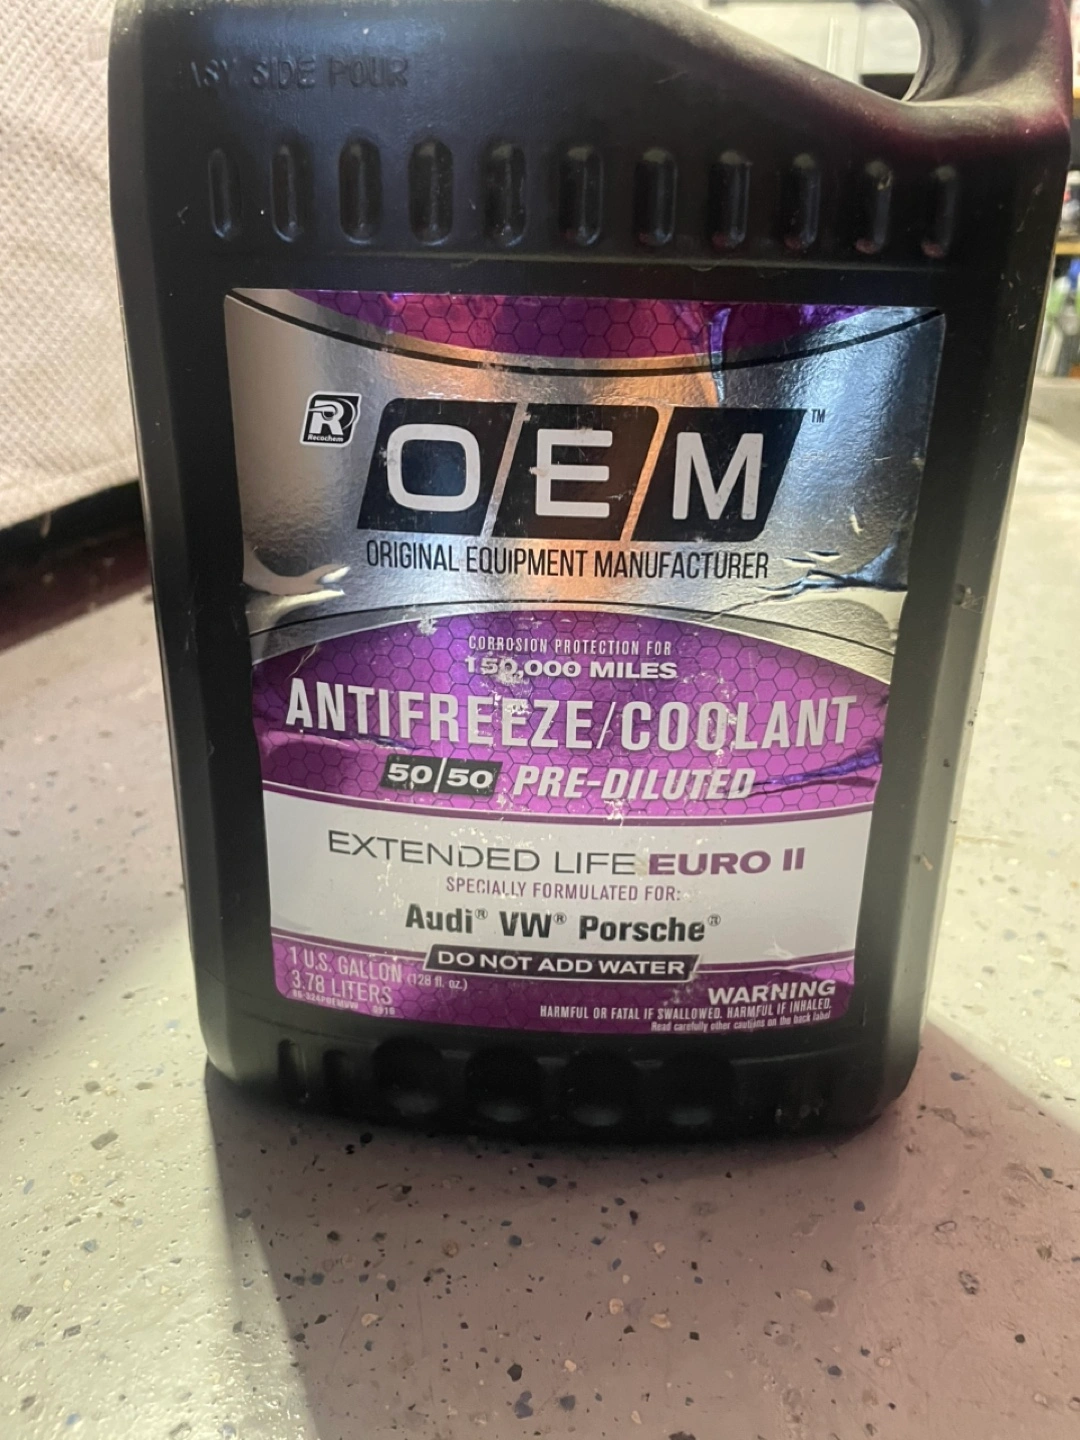 EASY SIDE POUR
R
Recochem
OEM™
ORIGINAL EQUIPMENT MANUFACTURER
CORROSION PROTECTION FOR
150,000 MILES
ANTIFREEZE/COOLANT
50/50 PRE-DILUTED
EXTENDED LIFE EURO II
SPECIALLY FORMULATED FOR:
Audi® VW® Porsche®
DO NOT ADD WATER
1 U.S. GALLON (128 fl. oz.)
3.78 LITERS
WARNING
HARMFUL OR FATAL IF SWALLOWED. HARMFUL IF INHALED.
Read carefully other cautions on the back label